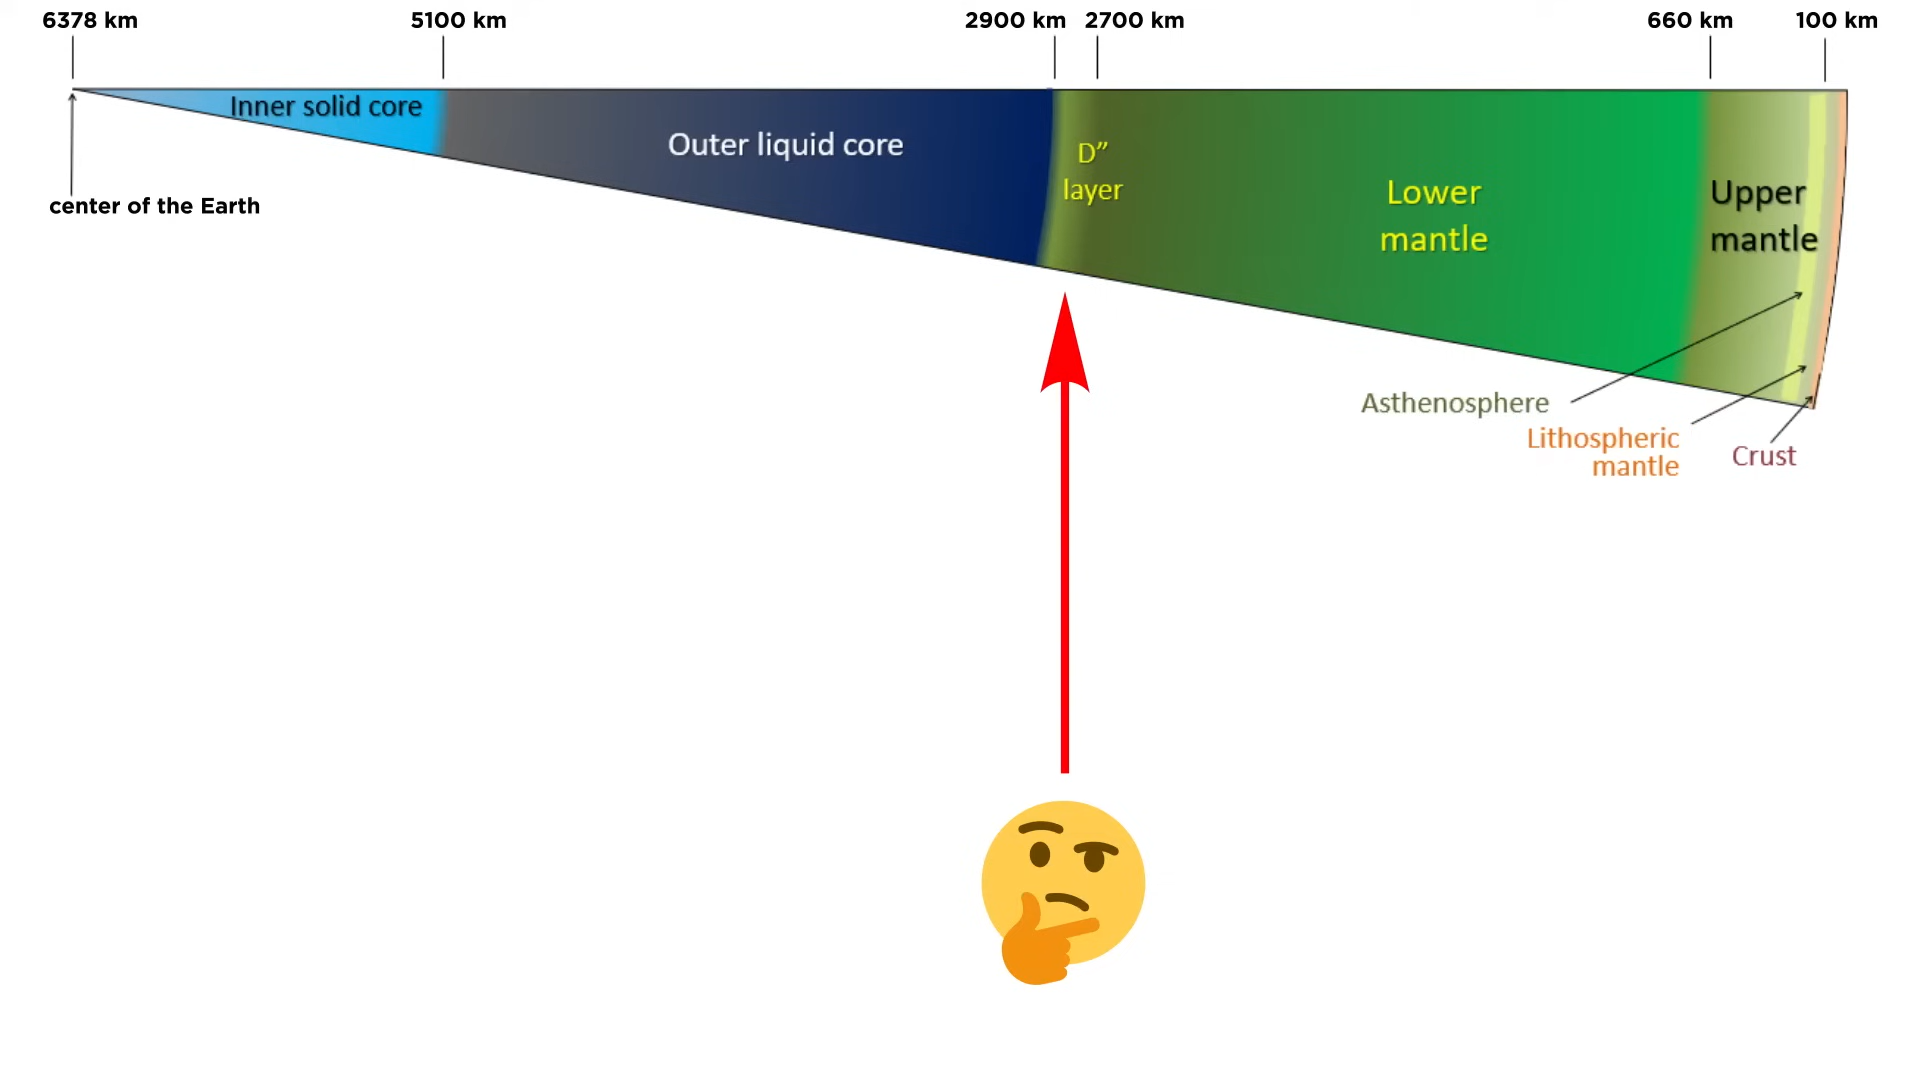 6378 km
5100 km
2900 km
2700 km
660 km
100 km
Inner solid core
Outer liquid core
D”
layer
Lower
mantle
Upper
mantle
center of the Earth
Asthenosphere
Lithospheric
mantle
Crust